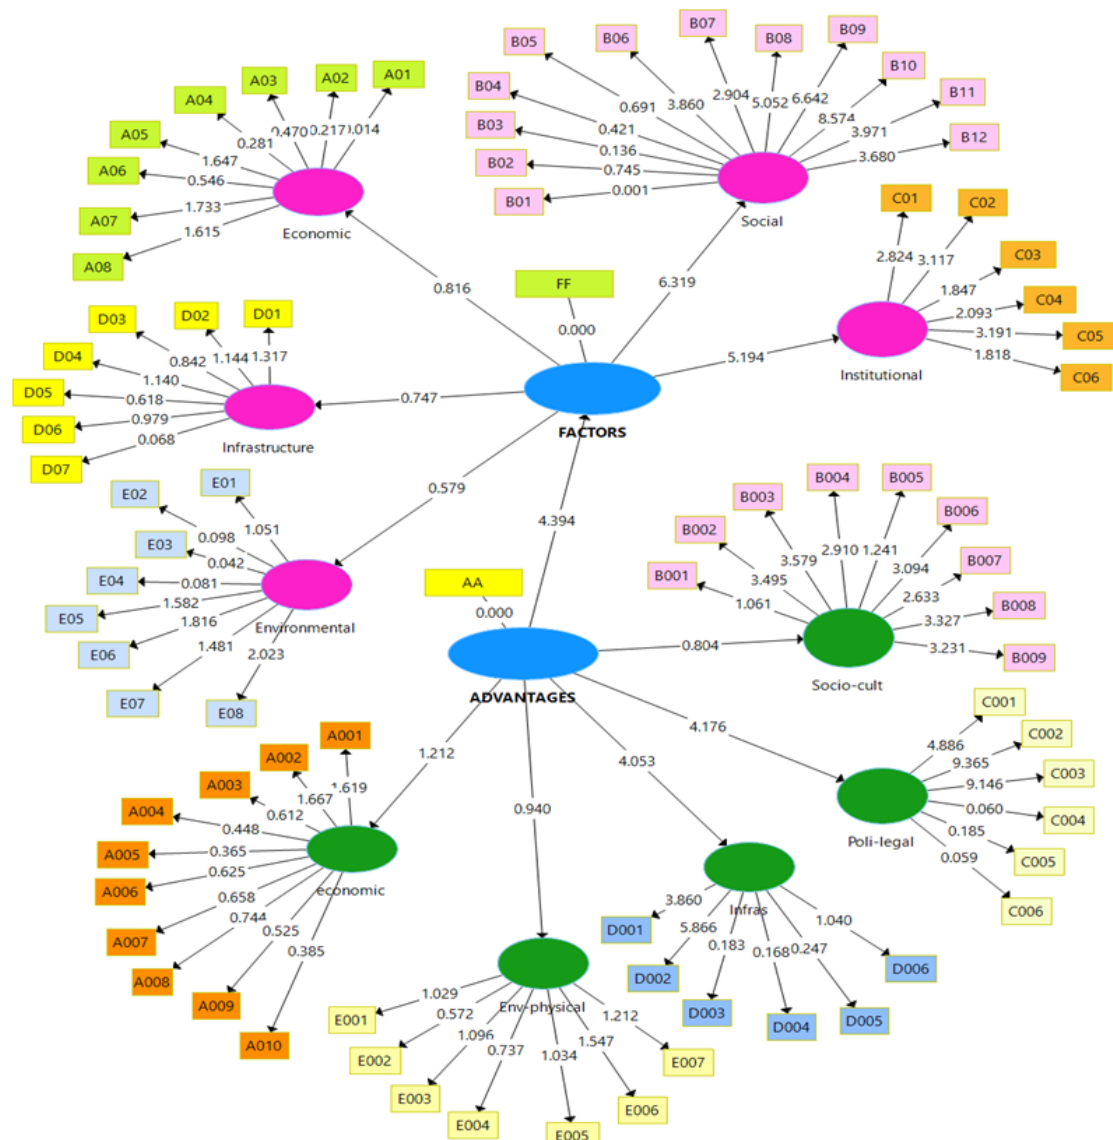 B07
B09
B08
B05
B06
A02
A01
A03
B10
B04
A04
B11
2.904
5.052
6.642
0.691
3.860
8.574
B03
A05
0.470
0.217
0.014
0.421
3.971
B12
0.281
0.136
3.680
1.647
B02
0.745
A06
0.546
B01
0.001
C01
C02
1.733
Social
A07
1.615
Economic
C03
2.824
3.117
A08
0.816
FF
6.319
1.847
C04
D03
D02
D01
2.093
0.000
3.191
C05
D04
0.842
1.144
1.317
5.194
1.818
1.140
Institutional
C06
D05
0.618
0.747
D06
0.979
FACTORS
0.068
Infrastructure
D07
B004
B005
E01
0.579
B003
E02
B006
4.394
B002
1.051
0.098
3.579
2.910
1.241
B007
E03
0.042
3.094
B001
3.495
E04
0.081
AA
2.633
1.061
B008
1.582
0.000
3.327
E05
1.816
Environmental
0.804
3.231
E06
1.481
2.023
B009
Socio-cult
E07
ADVANTAGES
C001
E08
4.176
A001
C002
A002
1.212
4.886
A003
4.053
9.365
C003
1.667
1.619
9.146
A004
0.612
0.940
0.060
C004
0.448
0.185
Poli-legal
A005
0.365
0.059
C005
A006
0.625
economic
3.860
Infras
C006
0.658
1.040
A007
0.744
D001
5.866
0.525
0.183
0.247
0.385
0.168
D006
A008
D002
A009
1.029
Env-physical
D003
D005
E001
0.572
1.212
D004
A010
1.096
1.547
E002
0.737
1.034
E007
E003
E006
E004
E005